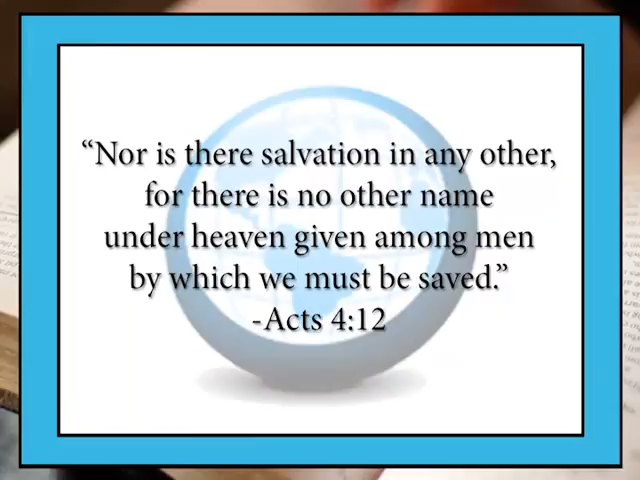 “Nor is there salvation in any other,
for there is no other name
under heaven given among men
by which we must be saved.”
-Acts 4:12